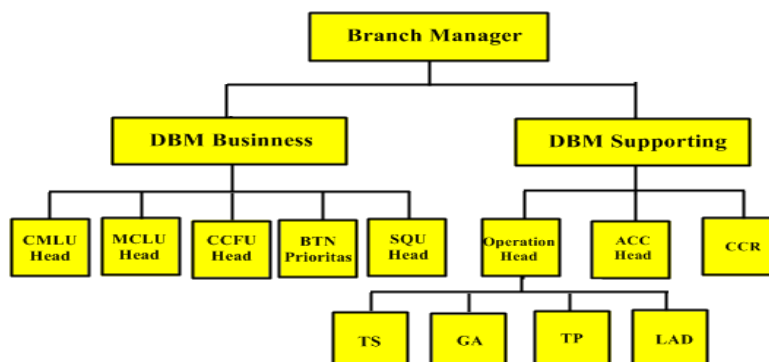 Branch Manager
DBM Businness
DBM Supporting
CMLU
Head
MCLU
Head
CCFU
Head
BTN
Prioritas
SQU
Head
Operation
Head
ACC
Head
CCR
TS
GA
TP
LAD